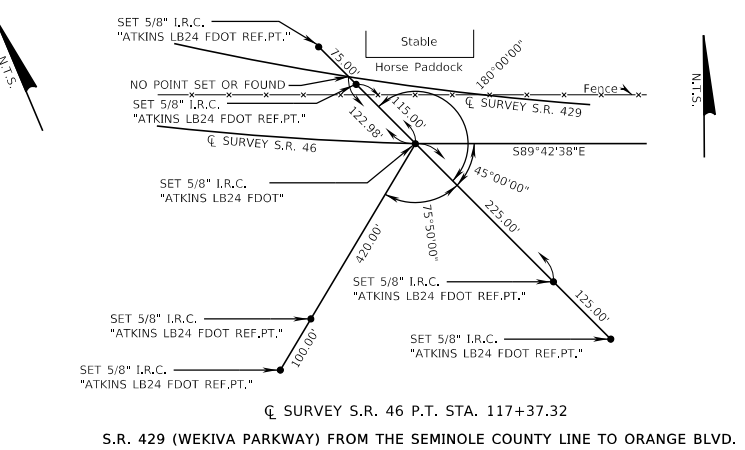 SET 5/8" I.R.C.
"ATKINS LB24 FDOT REF.PT."
N.T.S.
75.00'
Stable
Horse Paddock
180°00'00"
N.T.S.
NO POINT SET OR FOUND
Fence
SET 5/8" I.R.C.
"ATKINS LB24 FDOT REF.PT."
122.98'
115.00'
℄ SURVEY S.R. 429
℄ SURVEY S.R. 46
S89°42'38"E
SET 5/8" I.R.C.
"ATKINS LB24 FDOT"
45°00'00"
75°50'00"
225.00'
420.00'
SET 5/8" I.R.C.
"ATKINS LB24 FDOT REF.PT."
125.00'
SET 5/8" I.R.C.
"ATKINS LB24 FDOT REF.PT."
100.00'
SET 5/8" I.R.C.
"ATKINS LB24 FDOT REF.PT."
SET 5/8" I.R.C.
"ATKINS LB24 FDOT REF.PT."
℄ SURVEY S.R. 46 P.T. STA. 117+37.32
S.R. 429 (WEKIVA PARKWAY) FROM THE SEMINOLE COUNTY LINE TO ORANGE BLVD.